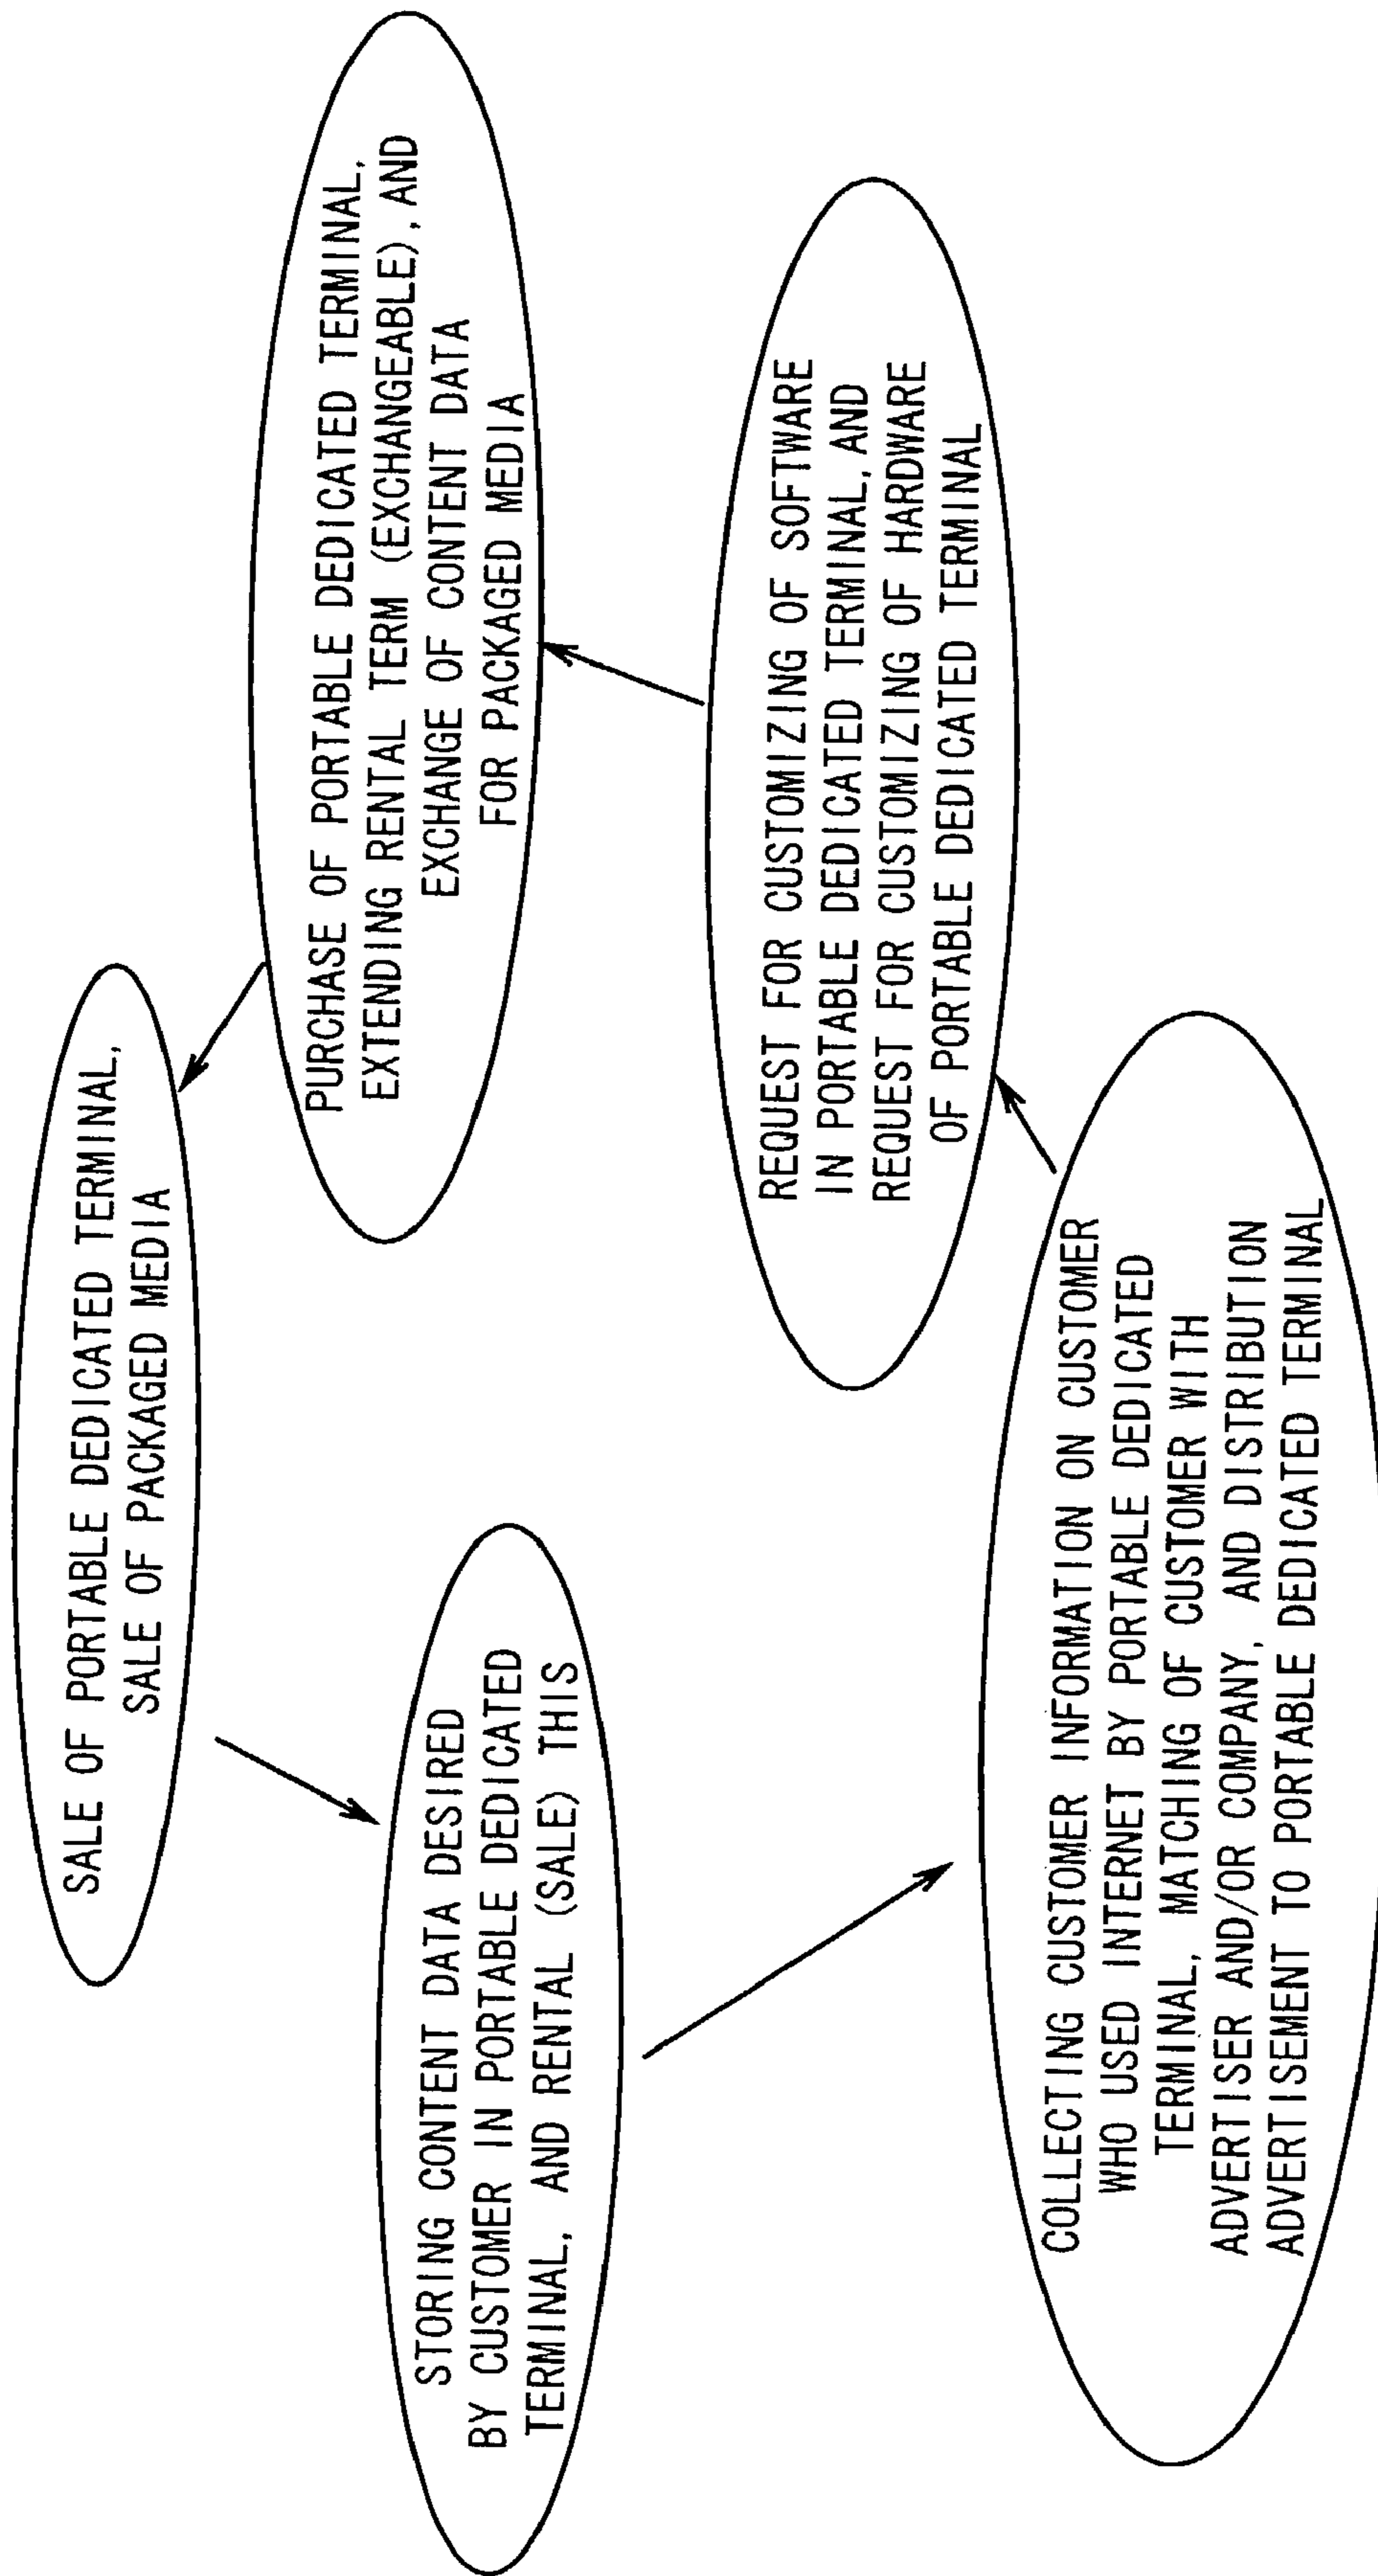 SALE OF PORTABLE DEDICATED TERMINAL,
SALE OF PACKAGED MEDIA
STORING CONTENT DATA DESIRED
BY CUSTOMER IN PORTABLE DEDICATED
TERMINAL, AND RENTAL (SALE) THIS
COLLECTING CUSTOMER INFORMATION ON CUSTOMER
WHO USED INTERNET BY PORTABLE DEDICATED
TERMINAL, MATCHING OF CUSTOMER WITH
ADVERTISER AND/OR COMPANY, AND DISTRIBUTION
ADVERTISEMENT TO PORTABLE DEDICATED TERMINAL
REQUEST FOR CUSTOMIZING OF SOFTWARE
IN PORTABLE DEDICATED TERMINAL, AND
REQUEST FOR CUSTOMIZING OF HARDWARE
OF PORTABLE DEDICATED TERMINAL
PURCHASE OF PORTABLE DEDICATED TERMINAL,
EXTENDING RENTAL TERM (EXCHANGEABLE), AND
EXCHANGE OF CONTENT DATA
FOR PACKAGED MEDIA